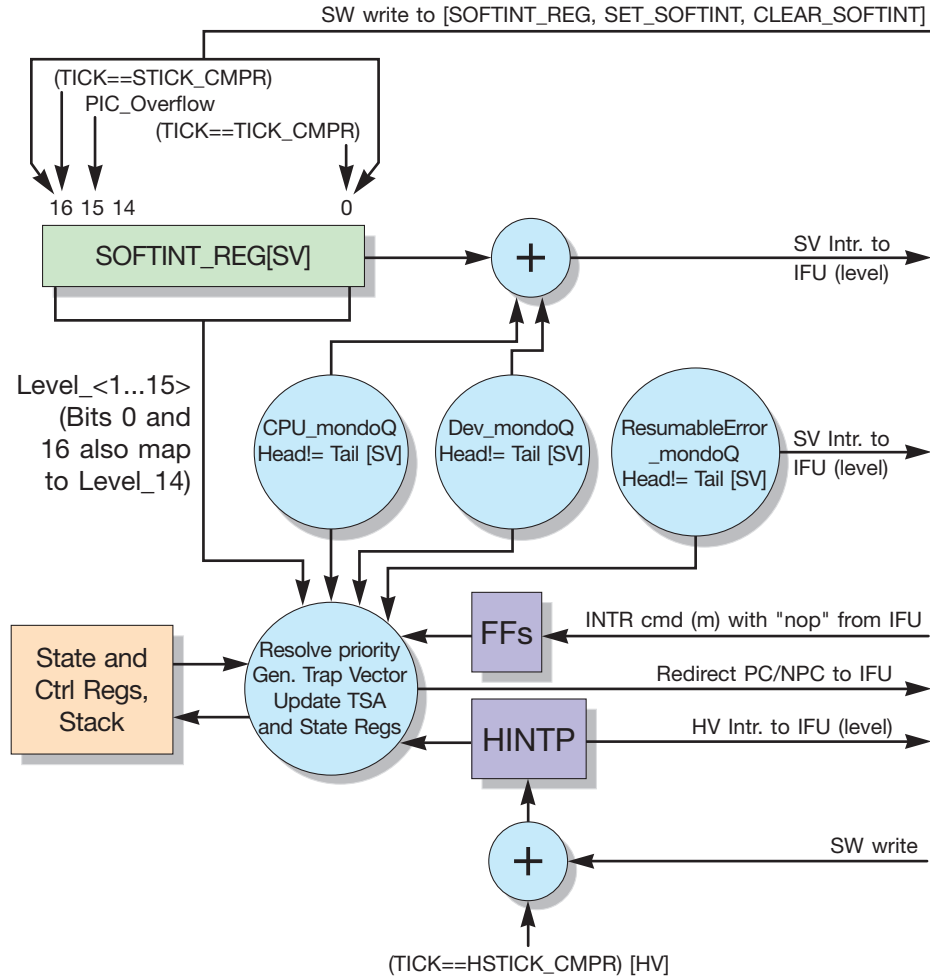 SW write to [SOFTINT_REG, SET_SOFTINT, CLEAR_SOFTINT]
(TICK==STICK_CMPR)
PIC_Overflow
(TICK==TICK_CMPR)
16 15 14 0
SOFTINT_REG[SV]
+
SV Intr. to
IFU (level)
Level_<1...15>
(Bits 0 and
16 also map
to Level_14)
CPU_mondoQ
Head!= Tail [SV]
Dev_mondoQ
Head!= Tail [SV]
ResumableError
_mondoQ
Head!= Tail [SV]
SV Intr. to
IFU (level)
State and
Ctrl Regs,
Stack
Resolve priority
Gen. Trap Vector
Update TSA
and State Regs
FFs
INTR cmd (m) with "nop" from IFU
Redirect PC/NPC to IFU
HINTP
HV Intr. to IFU (level)
+
SW write
(TICK==HSTICK_CMPR) [HV]